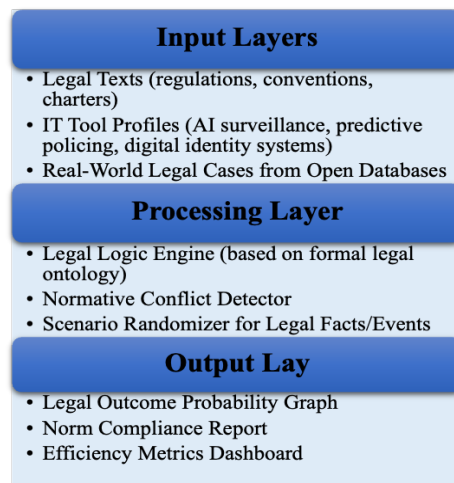 Input Layers
• Legal Texts (regulations, conventions,
charters)
• IT Tool Profiles (AI surveillance, predictive
policing, digital identity systems)
• Real-World Legal Cases from Open Databases
Processing Layer
• Legal Logic Engine (based on formal legal
ontology)
• Normative Conflict Detector
• Scenario Randomizer for Legal Facts/Events
Output Lay
• Legal Outcome Probability Graph
• Norm Compliance Report
• Efficiency Metrics Dashboard